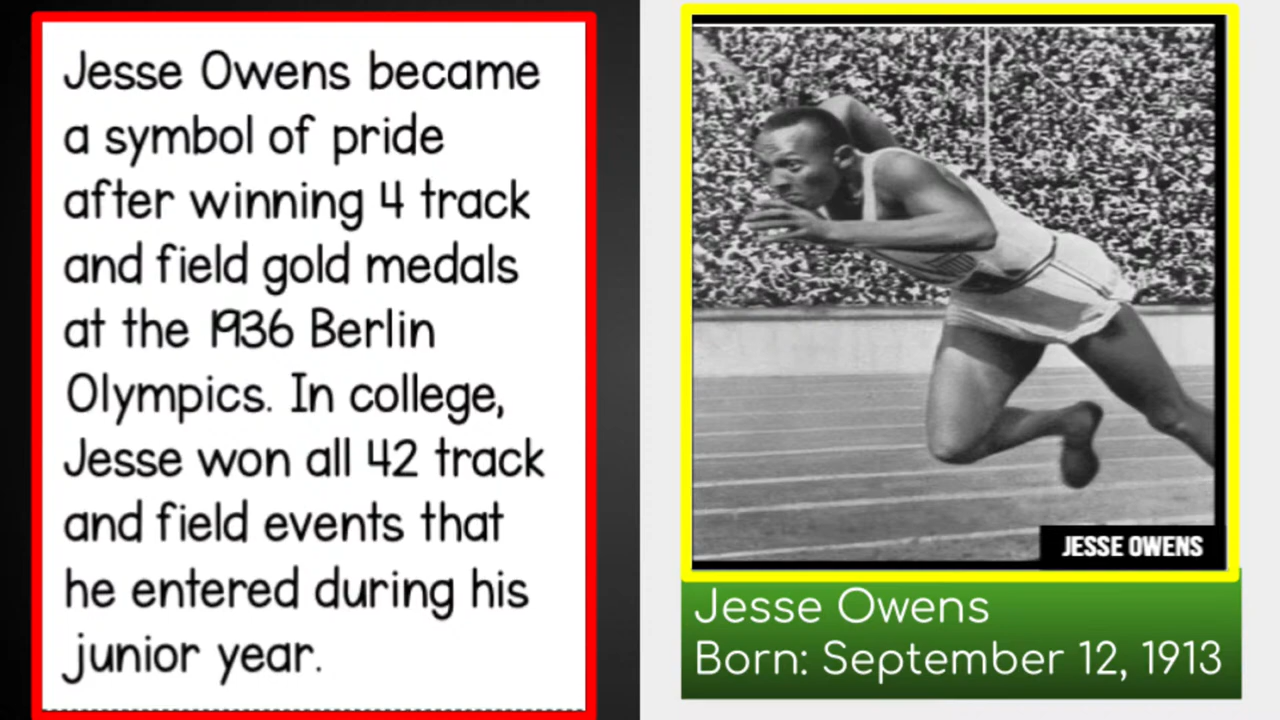 Jesse Owens became
a symbol of pride
after winning 4 track
and field gold medals
at the 1936 Berlin
Olympics. In college,
Jesse won all 42 track
and field events that
he entered during his
junior year.
JESSE OWENS
Jesse Owens
Born: September 12, 1913